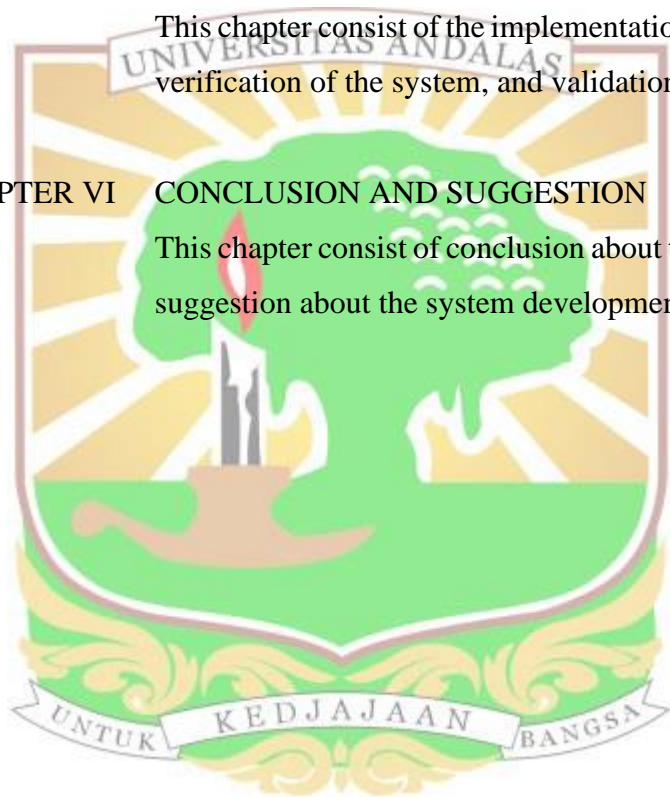 This chapter consist of the implementatio
UNIVERSITAS ANDALAS
verification of the system, and validation
PTER VI CONCLUSION AND SUGGESTION
This chapter consist of conclusion about
suggestion about the system developmen
UNTUK KEDJAJAAN BANGSA